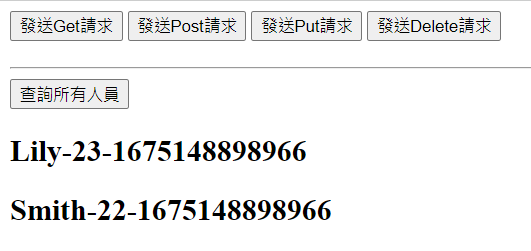 發送Get請求 發送Post請求 發送Put請求 發送Delete請求
查詢所有人員
Lily-23-1675148898966
Smith-22-1675148898966